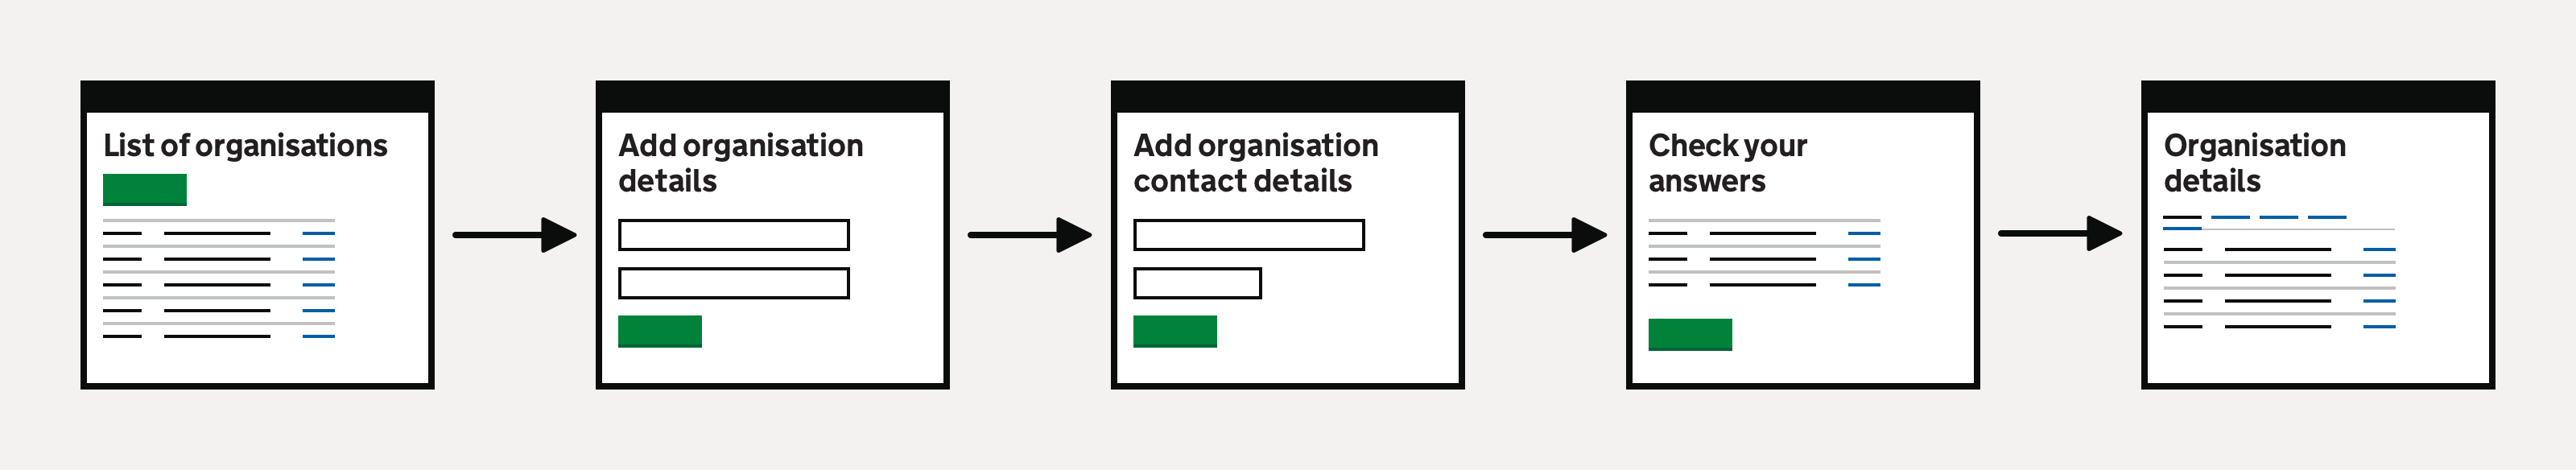 List of organisations
Add organisation
details
Add organisation
contact details
Check your
answers
Organisation
details